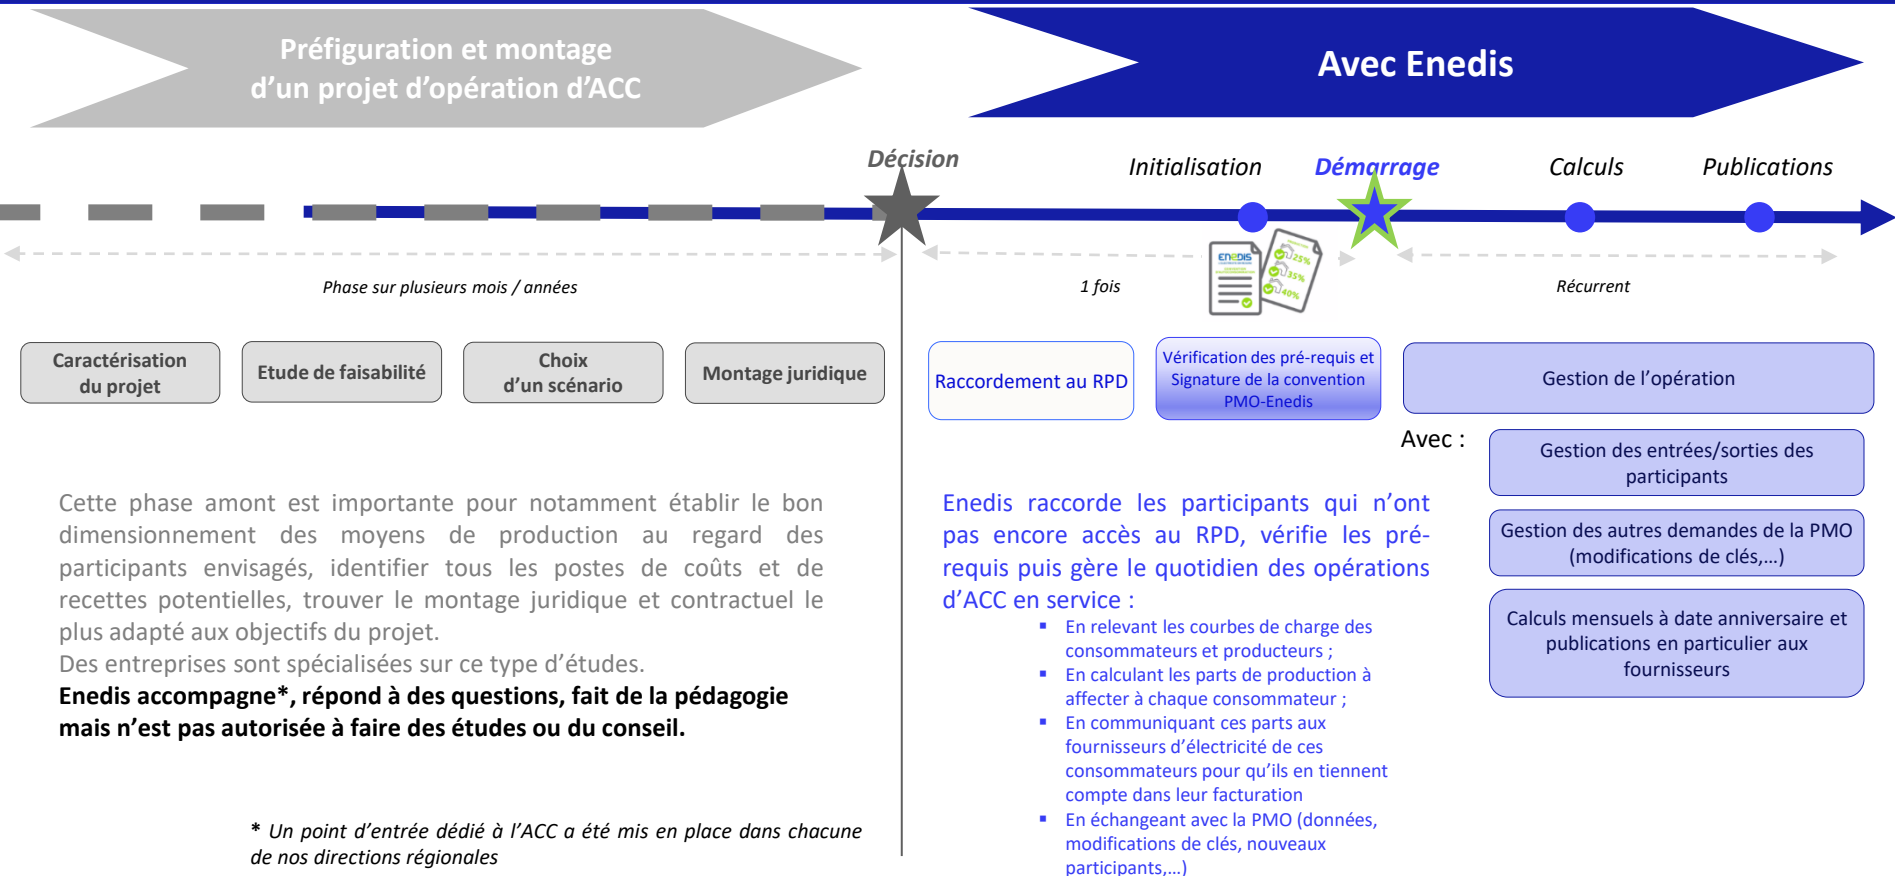 Préfiguration et montage
d'un projet d'opération d'ACC
Avec Enedis
Décision
Initialisation
Démarrage
Calculs
Publications
Phase sur plusieurs mois / années
1 fois
Récurrent
ENEDIS
25%
35%
40%
Caractérisation
du projet
Etude de faisabilité
Choix
d'un scénario
Montage juridique
Raccordement au RPD
Vérification des pré-requis et
Signature de la convention
PMO-Enedis
Gestion de l'opération
Avec :
Gestion des entrées/sorties des
participants
Gestion des autres demandes de la PMO
(modifications de clés,...)
Calculs mensuels à date anniversaire et
publications en particulier aux
fournisseurs
Cette phase amont est importante pour notamment établir le bon
dimensionnement des moyens de production au regard des
participants envisagés, identifier tous les postes de coûts et de
recettes potentielles, trouver le montage juridique et contractuel le
plus adapté aux objectifs du projet.
Des entreprises sont spécialisées sur ce type d'études.
Enedis accompagne*, répond à des questions, fait de la pédagogie
mais n'est pas autorisée à faire des études ou du conseil.
* Un point d'entrée dédié à l'ACC a été mis en place dans chacune
de nos directions régionales
Enedis raccorde les participants qui n'ont
pas encore accès au RPD, vérifie les pré-
requis puis gère le quotidien des opérations
d'ACC en service :
▪ En relevant les courbes de charge des
consommateurs et producteurs ;
▪ En calculant les parts de production à
affecter à chaque consommateur ;
▪ En communiquant ces parts aux
fournisseurs d'électricité de ces
consommateurs pour qu'ils en tiennent
compte dans leur facturation
▪ En échangeant avec la PMO (données,
modifications de clés, nouveaux
participants,...)